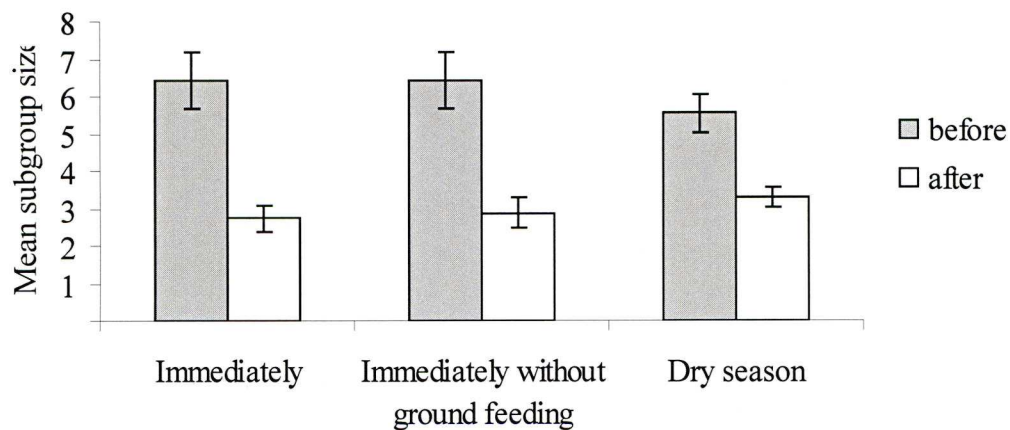 Mean subgroup size
8
7
6
5
4
3
2
1
before
after
Immediately
Immediately without
ground feeding
Dry season